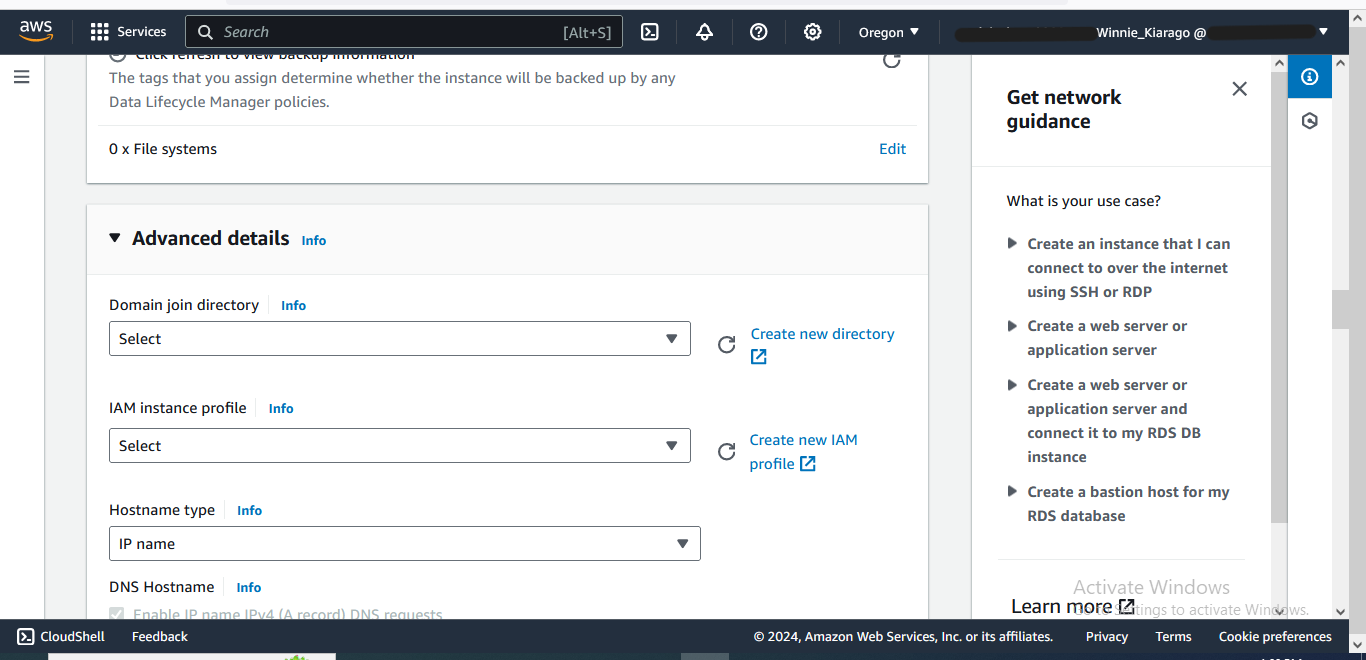 aws
Services
Search
[Alt+S]
Oregon
Winnie_Kiarago @
Click refresh to view backup information
The tags that you assign determine whether the instance will be backed up by any
Data Lifecycle Manager policies.
0 x File systems
Edit
Advanced details Info
Domain join directory Info
Select
Create new directory
IAM instance profile Info
Select
Create new IAM
profile
Hostname type Info
IP name
DNS Hostname Info
Enable IP name IPv4 (A record) DNS requests
Get network
guidance
What is your use case?
Create an instance that I can
connect to over the internet
using SSH or RDP
Create a web server or
application server
Create a web server or
application server and
connect it to my RDS DB
instance
Create a bastion host for my
RDS database
Learn more
Activate Windows
Go to Settings to activate Windows.
CloudShell
Feedback
© 2024, Amazon Web Services, Inc. or its affiliates.
Privacy
Terms
Cookie preferences